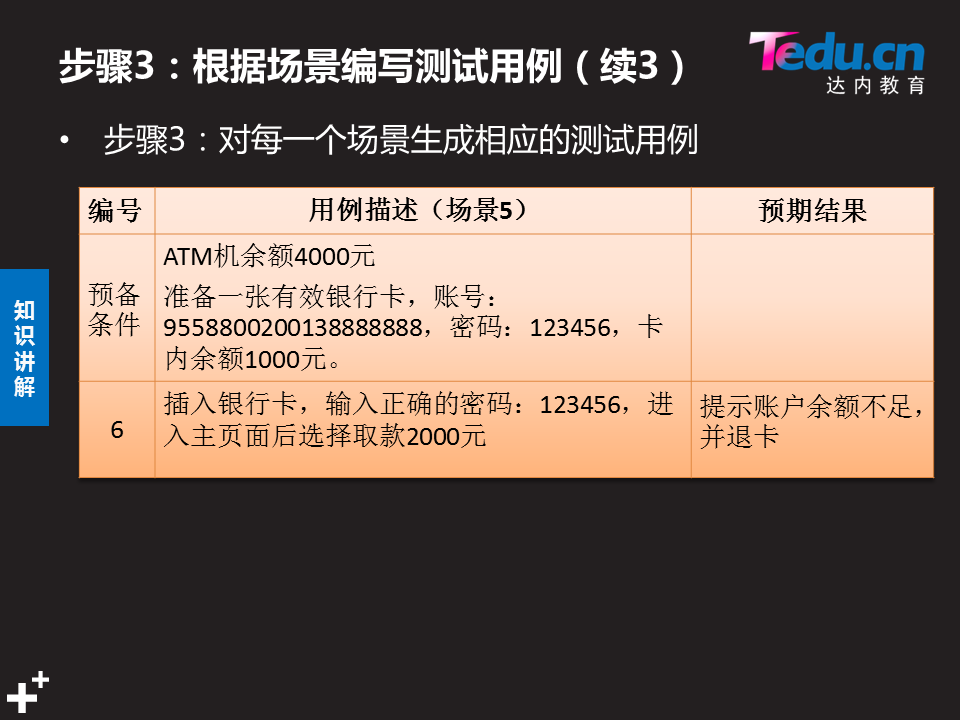 步骤3：根据场景编写测试用例（续3）
Tedu.cn
达内教育
• 步骤3：对每一个场景生成相应的测试用例
编号 用例描述（场景5） 预期结果
预备
条件
ATM机余额4000元
准备一张有效银行卡，账号：
9558800200138888888，密码：123456，卡
内余额1000元。
6
插入银行卡，输入正确的密码：123456，进
入主页面后选择取款2000元
提示账户余额不足，
并退卡
知
识
讲
解